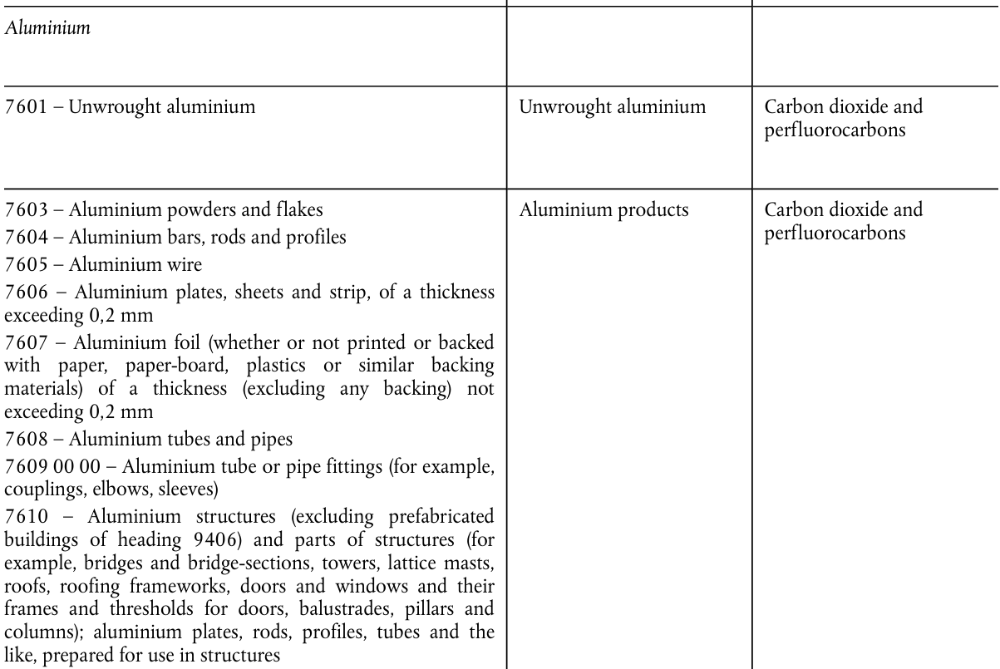 Aluminium
7601 – Unwrought aluminium
Unwrought aluminium
Carbon dioxide and
perfluorocarbons
7603 – Aluminium powders and flakes
7604 – Aluminium bars, rods and profiles
7605 – Aluminium wire
7606 – Aluminium plates, sheets and strip, of a thickness
exceeding 0,2 mm
7607 – Aluminium foil (whether or not printed or backed
with paper, paper-board, plastics or similar backing
materials) of a thickness (excluding any backing) not
exceeding 0,2 mm
7608 – Aluminium tubes and pipes
7609 00 00 – Aluminium tube or pipe fittings (for example,
couplings, elbows, sleeves)
7610 – Aluminium structures (excluding prefabricated
buildings of heading 9406) and parts of structures (for
example, bridges and bridge-sections, towers, lattice masts,
roofs, roofing frameworks, doors and windows and their
frames and thresholds for doors, balustrades, pillars and
columns); aluminium plates, rods, profiles, tubes and the
like, prepared for use in structures
Aluminium products
Carbon dioxide and
perfluorocarbons